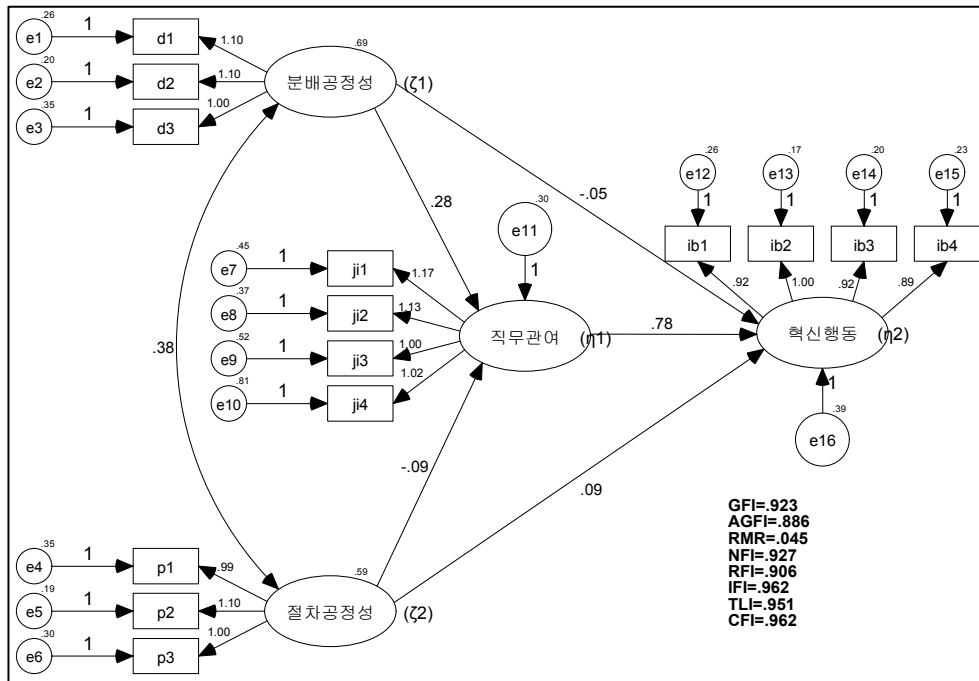 .26
e1
1
d1
1.10
.20
e2
1
d2
1.10
.35
e3
1
d3
1.00
.69
분배공정성
(ζ1)
.38
.28
-.05
.45
e7
1
ji1
1.17
.37
e8
1
ji2
1.13
.52
e9
1
ji3
1.00
.81
e10
1
ji4
1.02
.30
e11
1
직무관여
(η1)
.78
-.09
.09
.26
e12
1
ib1
.92
.17
e13
1
ib2
1.00
.20
e14
1
ib3
.92
.23
e15
1
ib4
.89
혁신행동
(η2)
1
.39
e16
.35
e4
1
p1
.99
.19
e5
1
p2
1.10
.30
e6
1
p3
1.00
.59
절차공정성
(ζ2)
GFI=.923
AGFI=.886
RMR=.045
NFI=.927
RFI=.906
IFI=.962
TLI=.951
CFI=.962